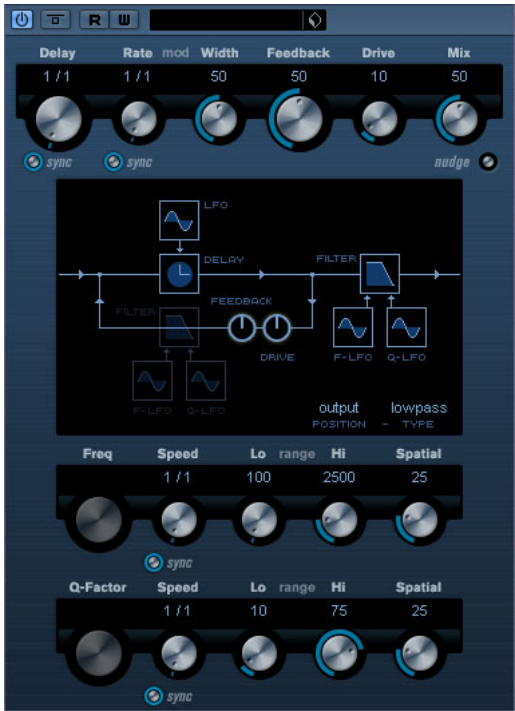 R W
Delay Rate mod Width Feedback Drive Mix
1 / 1 1 / 1 50 50 10 50
sync sync nudge
LFO
DELAY FILTER
FEEDBACK
FILTER
DRIVE F-LFO Q-LFO
F-LFO Q-LFO output lowpass
POSITION - TYPE
Freq Speed Lo range Hi Spatial
1 / 1 100 2500 25
sync
Q-Factor Speed Lo range Hi Spatial
1 / 1 10 75 25
sync